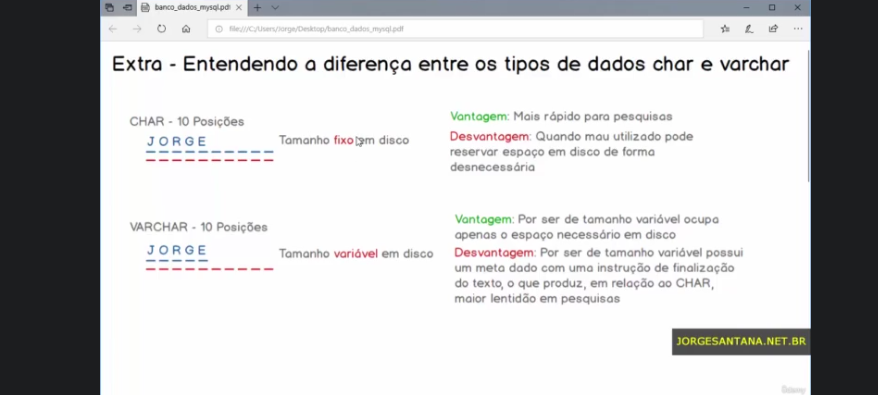 banco_dados_mysql.pdf
file:///C:/Users/Jorge/Desktop/banco_dados_mysql.pdf
Extra - Entendendo a diferença entre os tipos de dados char e varchar
CHAR - 10 Posições
JORGE
Tamanho fixo em disco
Vantagem: Mais rápido para pesquisas
Desvantagem: Quando mau utilizado pode
reservar espaço em disco de forma
desnecessária
VARCHAR - 10 Posições
JORGE
Tamanho variável em disco
Vantagem: Por ser de tamanho variável ocupa
apenas o espaço necessário em disco
Desvantagem: Por ser de tamanho variável possui
um meta dado com uma instrução de finalização
do texto, o que produz, em relação ao CHAR,
maior lentidão em pesquisas
JORGESANTANA.NET.BR
Udemy